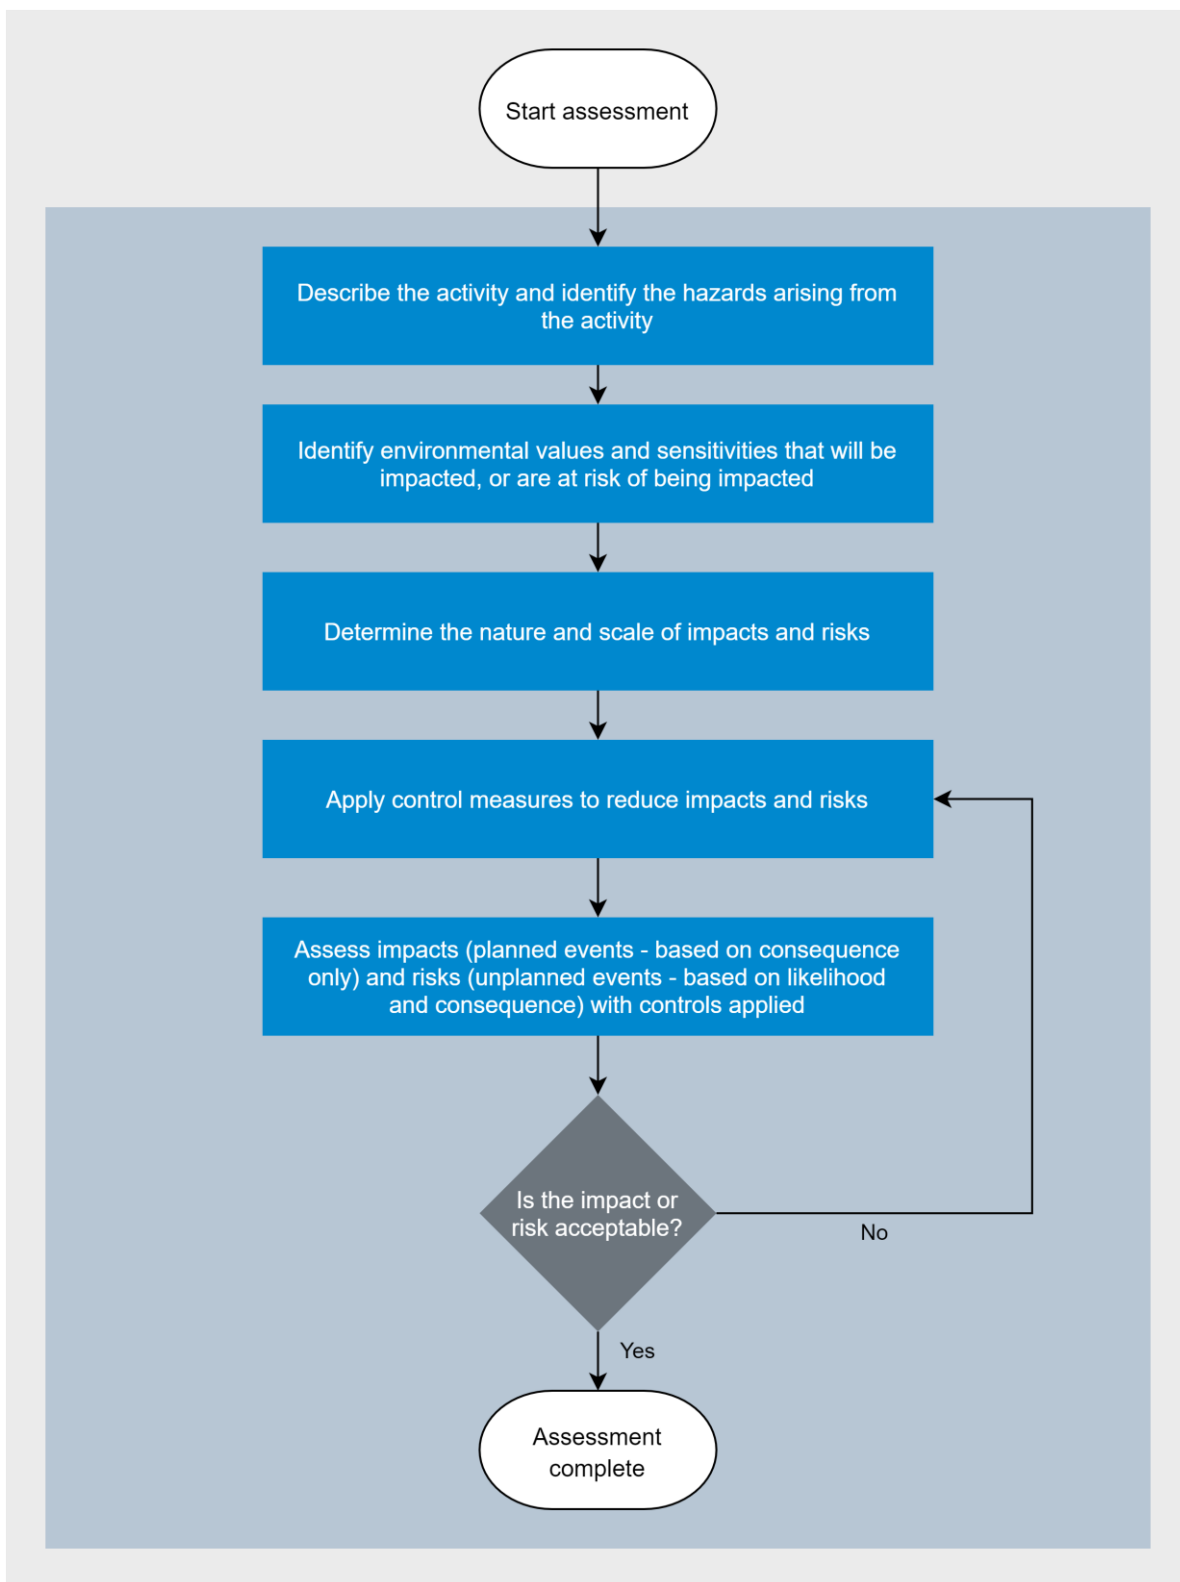 Start assessment
Describe the activity and identify the hazards arising from
the activity
Identify environmental values and sensitivities that will be
impacted, or are at risk of being impacted
Determine the nature and scale of impacts and risks
Apply control measures to reduce impacts and risks
Assess impacts (planned events - based on consequence
only) and risks (unplanned events - based on likelihood
and consequence) with controls applied
Is the impact or
risk acceptable?
No
Yes
Assessment
complete